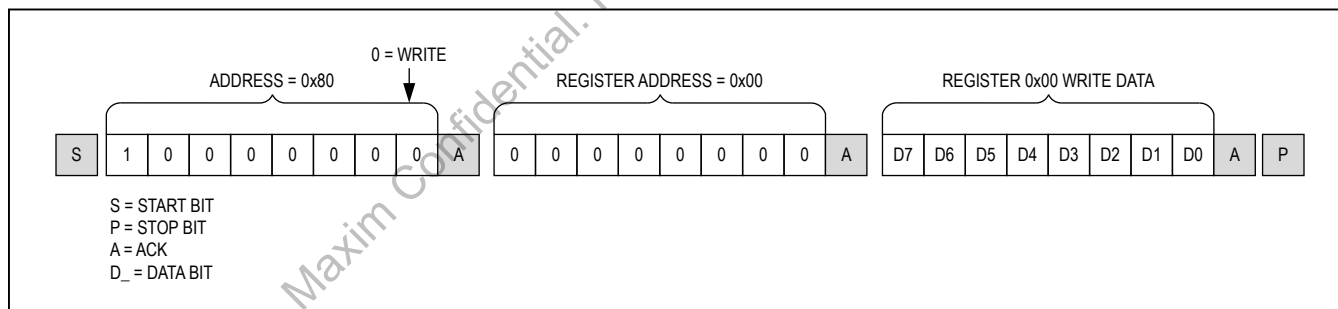 0 = WRITE
ADDRESS = 0x80
REGISTER ADDRESS = 0x00
REGISTER 0x00 WRITE DATA
S 1 0 0 0 0 0 0 0 A 0 0 0 0 0 0 0 0 A D7 D6 D5 D4 D3 D2 D1 D0 A P
S = START BIT
P = STOP BIT
A = ACK
D_ = DATA BIT
Maxim Confidential.